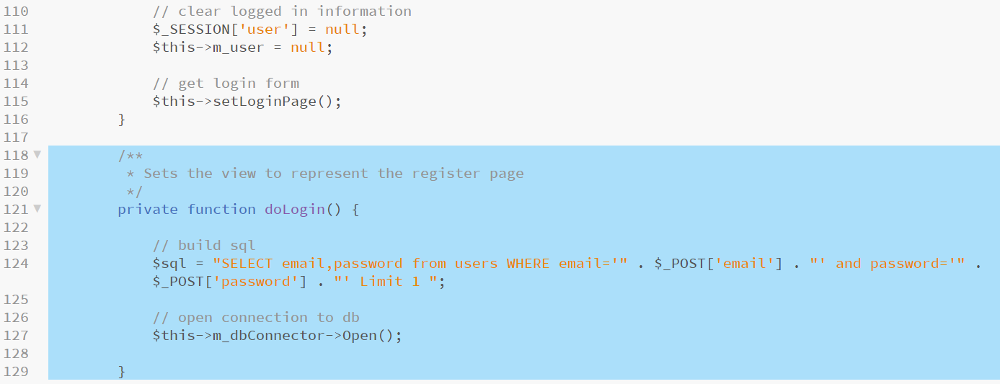 110 // clear logged in information
111 $_SESSION['user'] = null;
112 $this->m_user = null;
113
114 // get login form
115 $this->setLoginPage();
116 }
117
118 /**
119 * Sets the view to represent the register page
120 */
121 private function doLogin() {
122
123 // build sql
124 $sql = "SELECT email,password from users WHERE email='" . $_POST['email'] . "' and password='" .
$_POST['password'] . "' Limit 1 ";
125
126 // open connection to db
127 $this->m_dbConnector->Open();
128
129 }